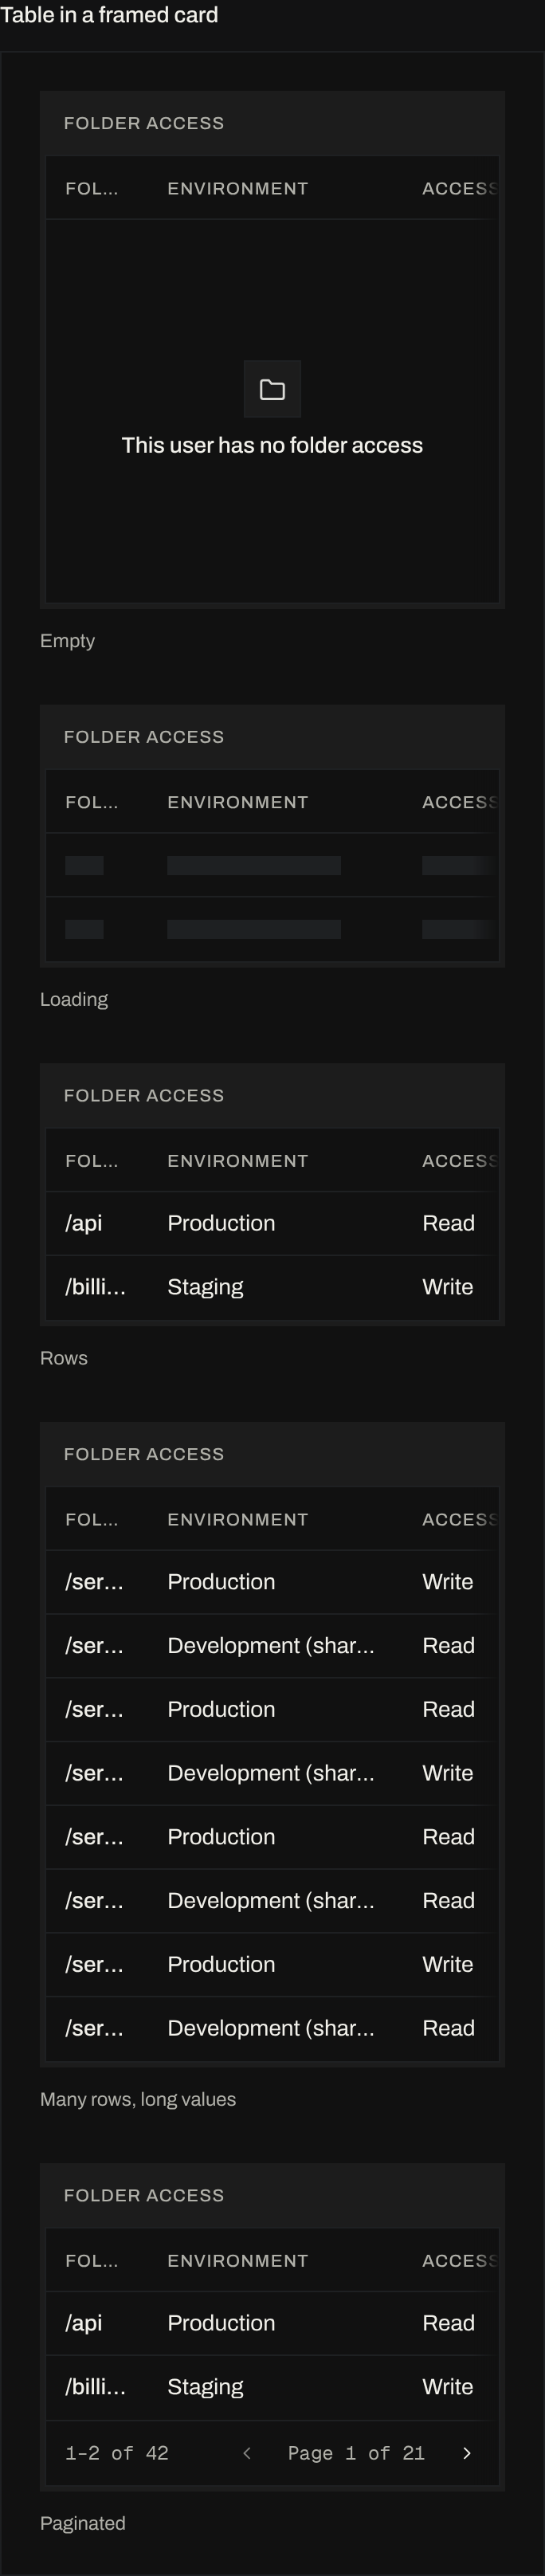 Table in a framed card
FOLDER ACCESS
FOL... ENVIRONMENT ACCESS
This user has no folder access
Empty
FOLDER ACCESS
FOL... ENVIRONMENT ACCESS
Loading
FOLDER ACCESS
FOL... ENVIRONMENT ACCESS
/api Production Read
/billi... Staging Write
Rows
FOLDER ACCESS
FOL... ENVIRONMENT ACCESS
/ser... Production Write
/ser... Development (shar... Read
/ser... Production Read
/ser... Development (shar... Write
/ser... Production Read
/ser... Development (shar... Read
/ser... Production Write
/ser... Development (shar... Read
Many rows, long values
FOLDER ACCESS
FOL... ENVIRONMENT ACCESS
/api Production Read
/billi... Staging Write
1–2 of 42 Page 1 of 21
Paginated